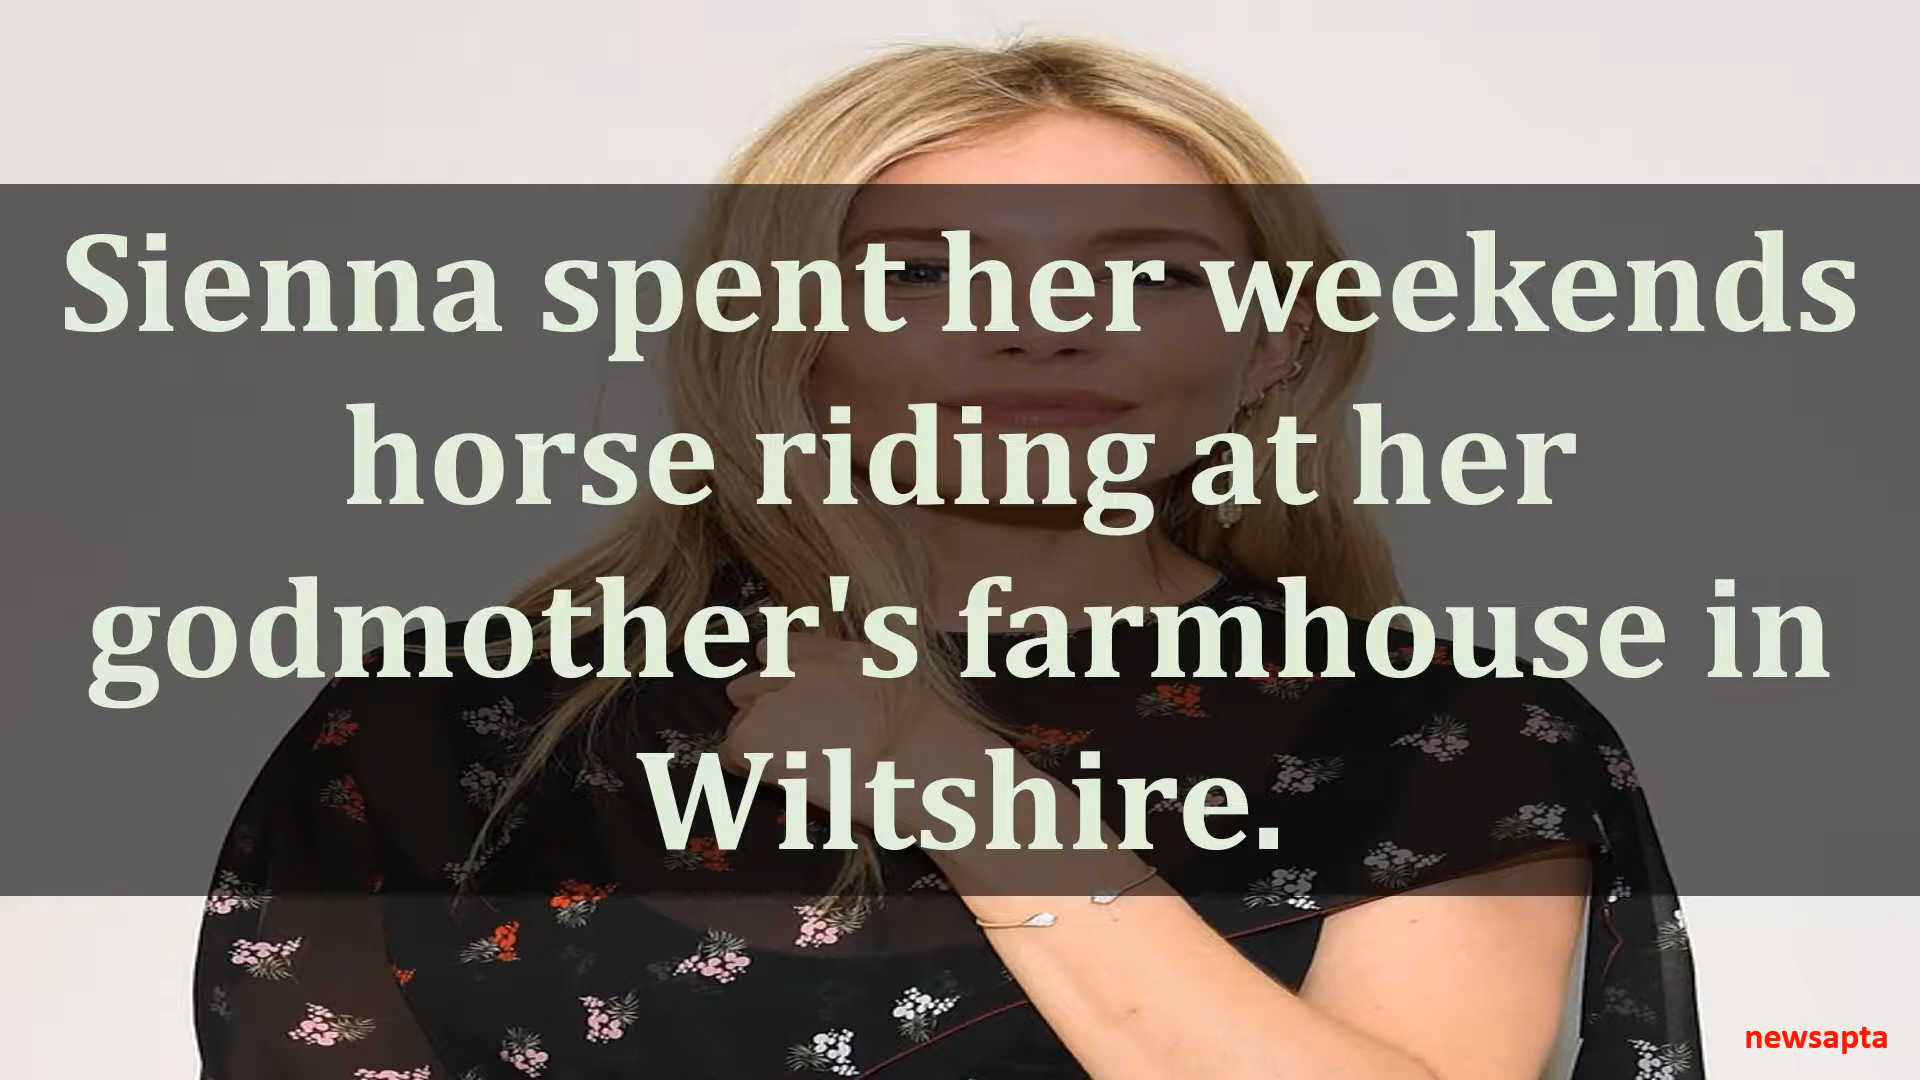 Sienna spent her weekends
horse riding at her
godmother's farmhouse in
Wiltshire.
newsapta